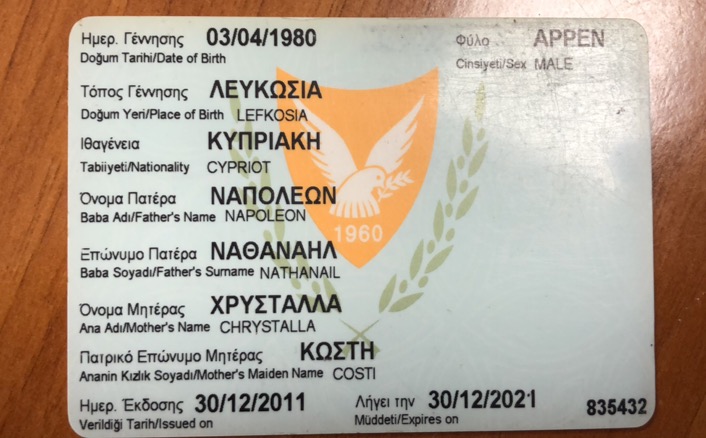 Ημερ. Γέννησης 03/04/1980 Φύλο ΑΡΡΕΝ
Doğum Tarihi/Date of Birth Cinsiyeti/Sex MALE
Τόπος Γέννησης ΛΕΥΚΩΣΙΑ
Doğum Yeri/Place of Birth LEFKOSIA
Ιθαγένεια ΚΥΠΡΙΑΚΗ
Tabiiyeti/Nationality CYPRIOT
Όνομα Πατέρα ΝΑΠΟΛΕΩΝ
Baba Adı/Father's Name NAPOLEON
1960
Επώνυμο Πατέρα ΝΑΘΑΝΑΗΛ
Baba Soyadı/Father's Surname NATHANAIL
Όνομα Μητέρας ΧΡΥΣΤΑΛΛΑ
Ana Adı/Mother's Name CHRYSTALLA
Πατρικό Επώνυμο Μητέρας ΚΩΣΤΗ
Ananin Kızlık Soyadı/Mother's Maiden Name COSTI
Ημερ. Έκδοσης 30/12/2011 Λήγει την 30/12/2021 835432
Verildiği Tarih/Issued on Müddeti/Expires on